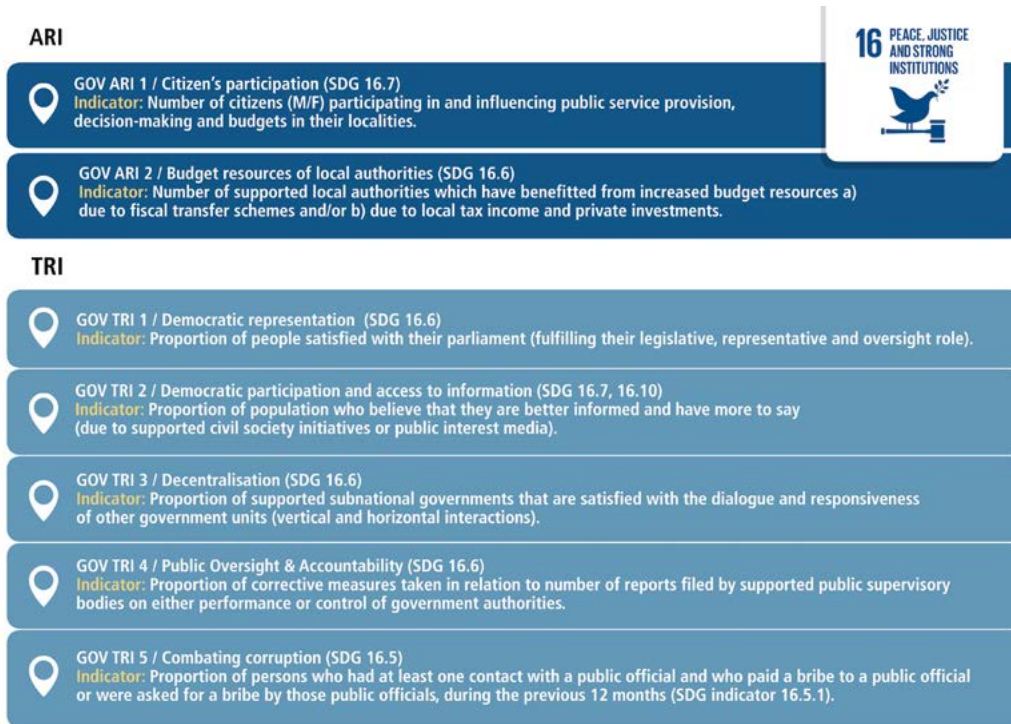 ARI
16 PEACE, JUSTICE
AND STRONG
INSTITUTIONS
GOV ARI 1 / Citizen's participation (SDG 16.7)
Indicator: Number of citizens (M/F) participating in and influencing public service provision,
decision-making and budgets in their localities.
GOV ARI 2 / Budget resources of local authorities (SDG 16.6)
Indicator: Number of supported local authorities which have benefitted from increased budget resources a)
due to fiscal transfer schemes and/or b) due to local tax income and private investments.
TRI
GOV TRI 1 / Democratic representation (SDG 16.6)
Indicator: Proportion of people satisfied with their parliament (fulfilling their legislative, representative and oversight role).
GOV TRI 2 / Democratic participation and access to information (SDG 16.7, 16.10)
Indicator: Proportion of population who believe that they are better informed and have more to say
(due to supported civil society initiatives or public interest media).
GOV TRI 3 / Decentralisation (SDG 16.6)
Indicator: Proportion of supported subnational governments that are satisfied with the dialogue and responsiveness
of other government units (vertical and horizontal interactions).
GOV TRI 4 / Public Oversight & Accountability (SDG 16.6)
Indicator: Proportion of corrective measures taken in relation to number of reports filed by supported public supervisory
bodies on either performance or control of government authorities.
GOV TRI 5 / Combating corruption (SDG 16.5)
Indicator: Proportion of persons who had at least one contact with a public official and who paid a bribe to a public official
or were asked for a bribe by those public officials, during the previous 12 months (SDG indicator 16.5.1).